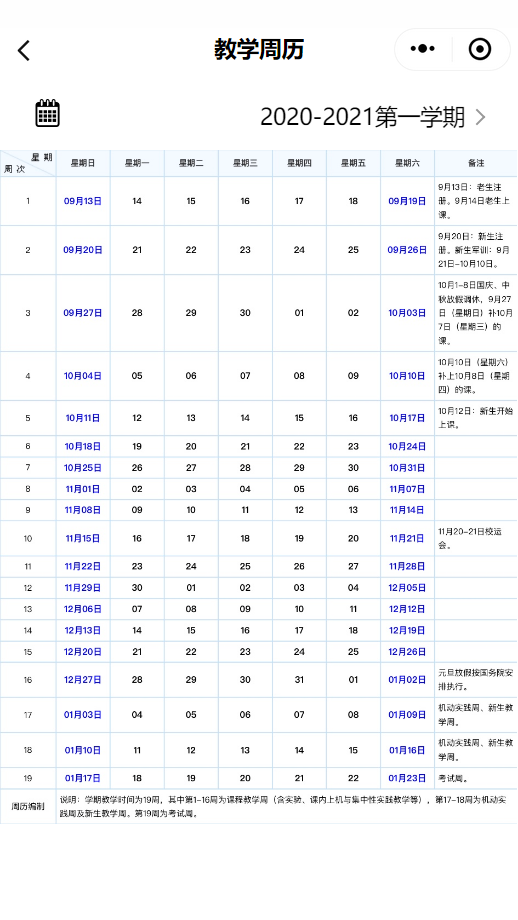 教学周历
2020-2021第一学期
星 期
周 次
星期日 星期一 星期二 星期三 星期四 星期五 星期六 备注
1 09月13日 14 15 16 17 18 09月19日 9月13日：老生注
册。9月14日老生上
课。
2 09月20日 21 22 23 24 25 09月26日 9月20日：新生注
册。新生军训：9月
21日-10月10日。
3 09月27日 28 29 30 01 02 10月03日 10月1-8日国庆、中
秋放假调休，9月27
日（星期日）补10月
7日（星期三）的
课。
4 10月04日 05 06 07 08 09 10月10日 10月10日（星期六）
补上10月8日（星期
四）的课。
5 10月11日 12 13 14 15 16 10月17日 10月12日：新生开始
上课。
6 10月18日 19 20 21 22 23 10月24日
7 10月25日 26 27 28 29 30 10月31日
8 11月01日 02 03 04 05 06 11月07日
9 11月08日 09 10 11 12 13 11月14日
10 11月15日 16 17 18 19 20 11月21日 11月20-21日校运
会。
11 11月22日 23 24 25 26 27 11月28日
12 11月29日 30 01 02 03 04 12月05日
13 12月06日 07 08 09 10 11 12月12日
14 12月13日 14 15 16 17 18 12月19日
15 12月20日 21 22 23 24 25 12月26日
16 12月27日 28 29 30 31 01 01月02日 元旦放假按国务院安
排执行。
17 01月03日 04 05 06 07 08 01月09日 机动实践周、新生教
学周。
18 01月10日 11 12 13 14 15 01月16日 机动实践周、新生教
学周。
19 01月17日 18 19 20 21 22 01月23日 考试周。
周历编制 说明：学期教学时间为19周，其中第1-16周为课程教学周（含实验、课内上机与集中性实践教学等），第17-18周为机动实
践周及新生教学周。第19周为考试周。